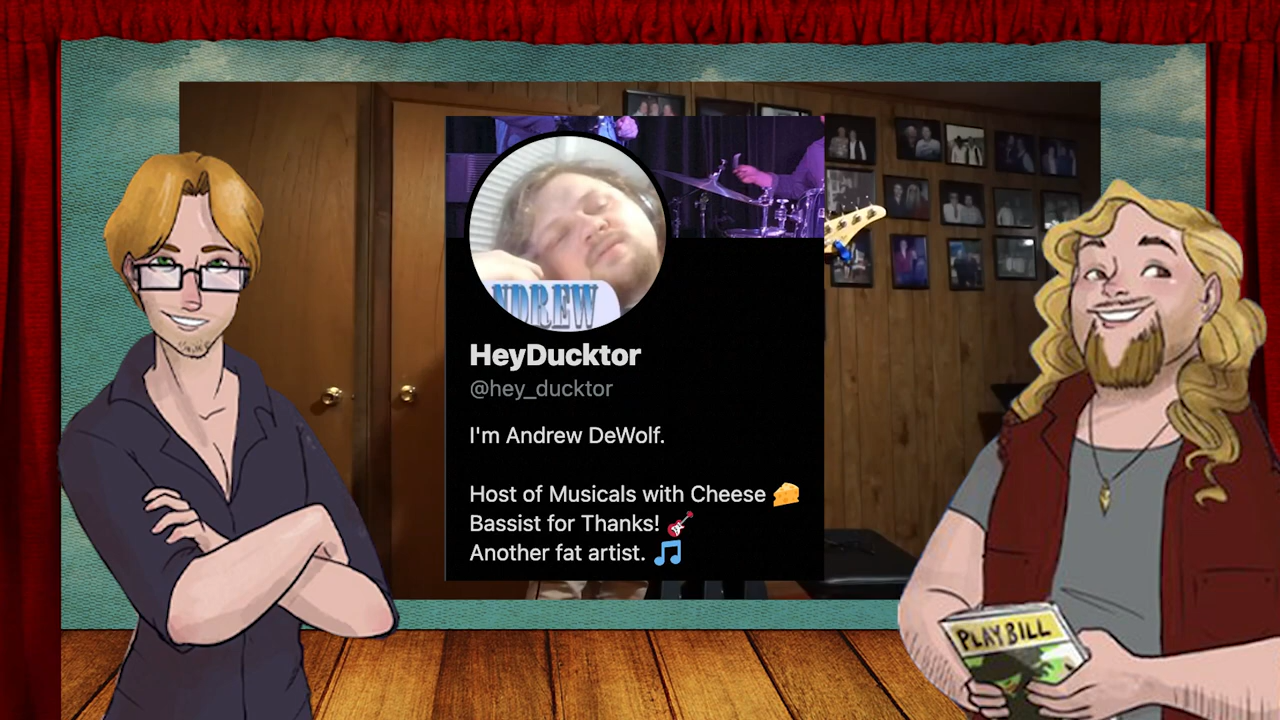 NDREW
HeyDucktor
@hey_ducktor
I'm Andrew DeWolf.
Host of Musicals with Cheese 🧀
Bassist for Thanks! 🎸
Another fat artist. 🎵
PLAYBILL